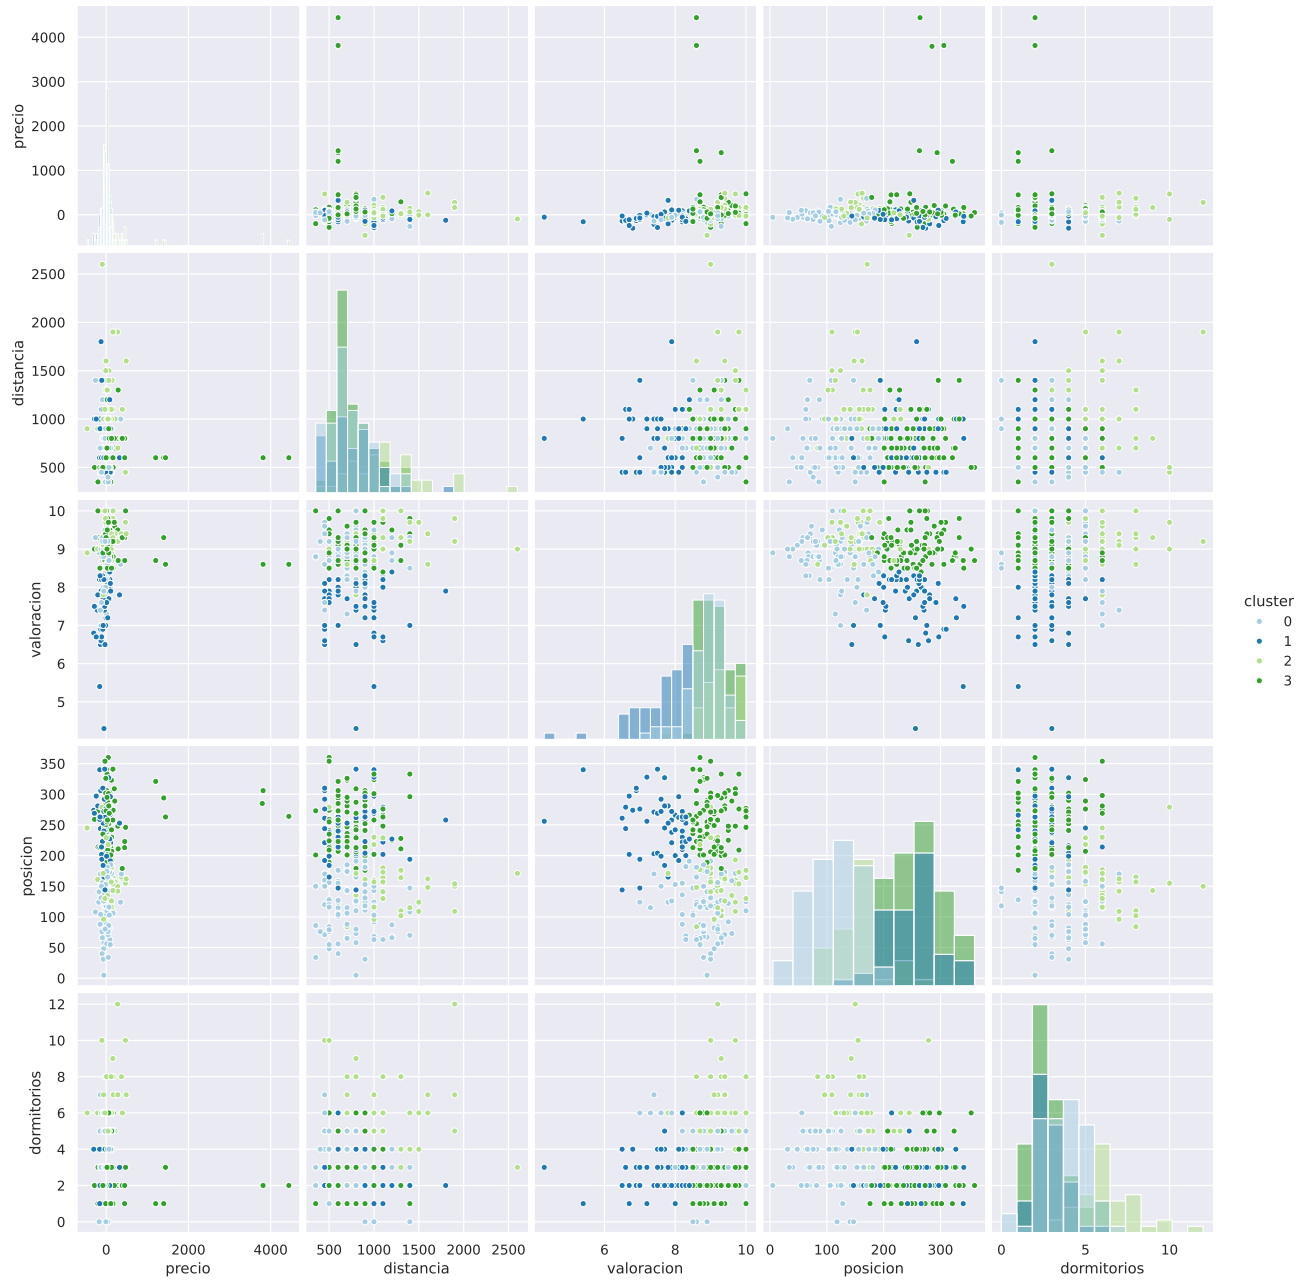 4000
3000
2000
1000
0
precio
2500
2000
1500
1000
500
distancia
10
9
8
7
6
5
valoracion
cluster
0
1
2
3
350
300
250
200
150
100
50
0
posicion
12
10
8
6
4
2
0
dormitorios
0 2000 4000
500 1000 1500 2000 2500
6 8 10
0 100 200 300
0 5 10
precio distancia valoracion posicion dormitorios